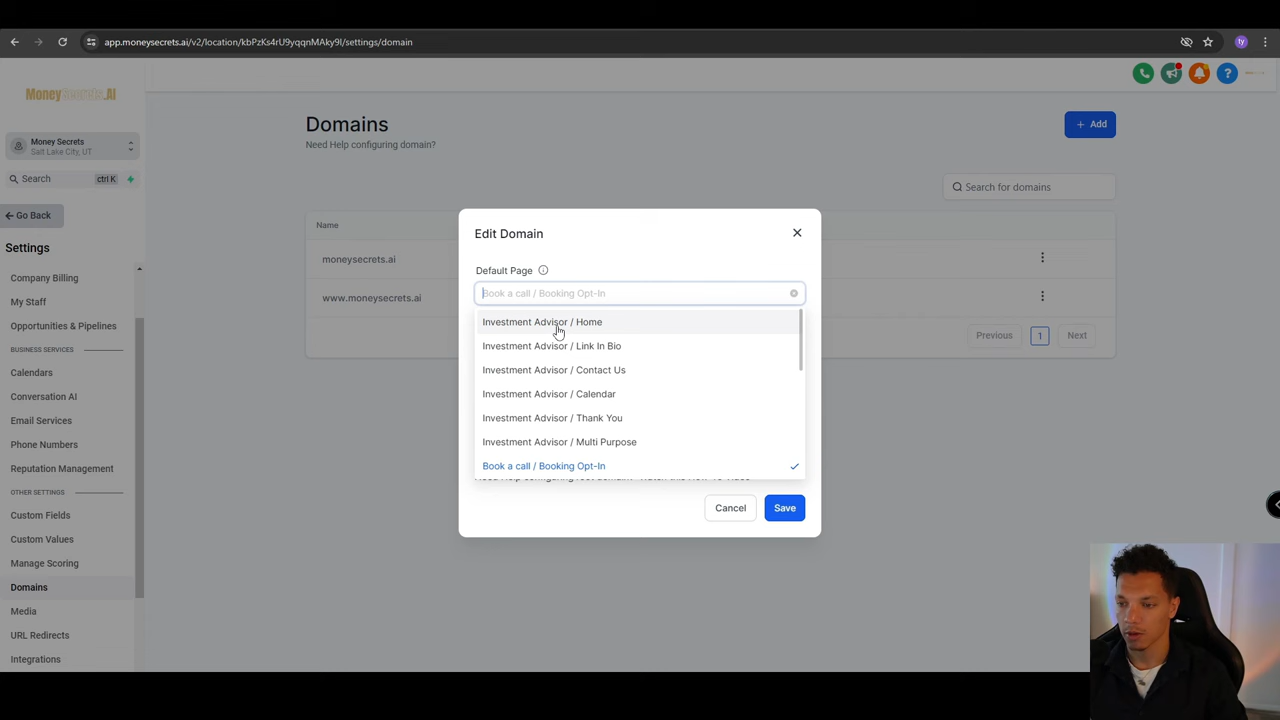 app.moneysecrets.ai/v2/location/kbPzKs4rU9yqqnMAky9l/settings/domain
ty
MoneySecrets.AI
Money Secrets
Salt Lake City, UT
Search
ctrl K
Go Back
Settings
Company Billing
My Staff
Opportunities & Pipelines
BUSINESS SERVICES
Calendars
Conversation AI
Email Services
Phone Numbers
Reputation Management
OTHER SETTINGS
Custom Fields
Custom Values
Manage Scoring
Domains
Media
URL Redirects
Integrations
Domains
Need Help configuring domain?
+ Add
Search for domains
Name
moneysecrets.ai
www.moneysecrets.ai
Previous
1
Next
Edit Domain
Default Page
Book a call / Booking Opt-In
Investment Advisor / Home
Investment Advisor / Link In Bio
Investment Advisor / Contact Us
Investment Advisor / Calendar
Investment Advisor / Thank You
Investment Advisor / Multi Purpose
Book a call / Booking Opt-In
Cancel
Save